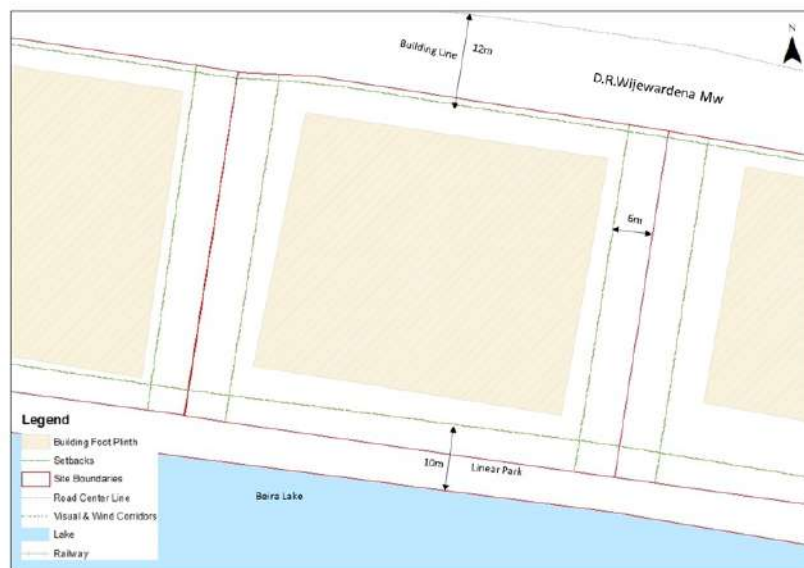 N
Building Line
12m
D.R.Wijewardena Mw
6m
Legend
Building Foot Plinth
Setbacks
Site Boundaries
Road Center Line
Visual & Wind Corridors
Lake
Railway
10m
Linear Park
Beira Lake